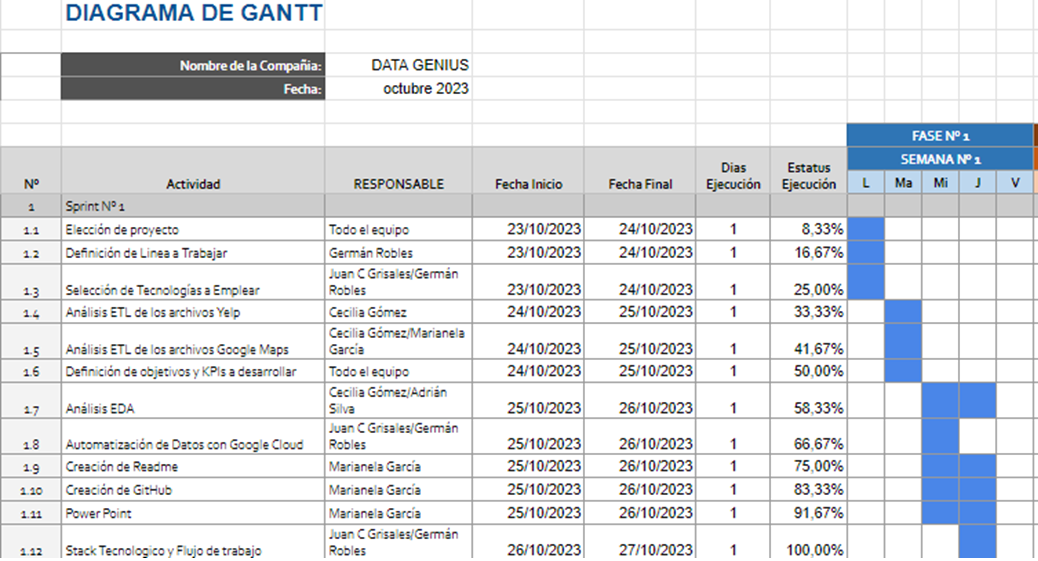 DIAGRAMA DE GANTT
Nombre de la Compañia: DATA GENIUS
Fecha: octubre 2023
FASE Nº 1
SEMANA Nº 1
Nº Actividad RESPONSABLE Fecha Inicio Fecha Final Dias Ejecución Estatus Ejecución L Ma Mi J V
1 Sprint Nº 1
1.1 Elección de proyecto Todo el equipo 23/10/2023 24/10/2023 1 8,33%
1.2 Definición de Linea a Trabajar Germán Robles 23/10/2023 24/10/2023 1 16,67%
1.3 Selección de Tecnologías a Emplear Juan C Grisales/Germán Robles 23/10/2023 24/10/2023 1 25,00%
1.4 Análisis ETL de los archivos Yelp Cecilia Gómez 24/10/2023 25/10/2023 1 33,33%
1.5 Análisis ETL de los archivos Google Maps Cecilia Gómez/Marianela García 24/10/2023 25/10/2023 1 41,67%
1.6 Definición de objetivos y KPIs a desarrollar Todo el equipo 24/10/2023 25/10/2023 1 50,00%
1.7 Análisis EDA Cecilia Gómez/Adrián Silva 25/10/2023 26/10/2023 1 58,33%
1.8 Automatización de Datos con Google Cloud Juan C Grisales/Germán Robles 25/10/2023 26/10/2023 1 66,67%
1.9 Creación de Readme Marianela García 25/10/2023 26/10/2023 1 75,00%
1.10 Creación de GitHub Marianela García 25/10/2023 26/10/2023 1 83,33%
1.11 Power Point Marianela García 25/10/2023 26/10/2023 1 91,67%
1.12 Stack Tecnologico y Flujo de trabajo Juan C Grisales/Germán Robles 26/10/2023 27/10/2023 1 100,00%